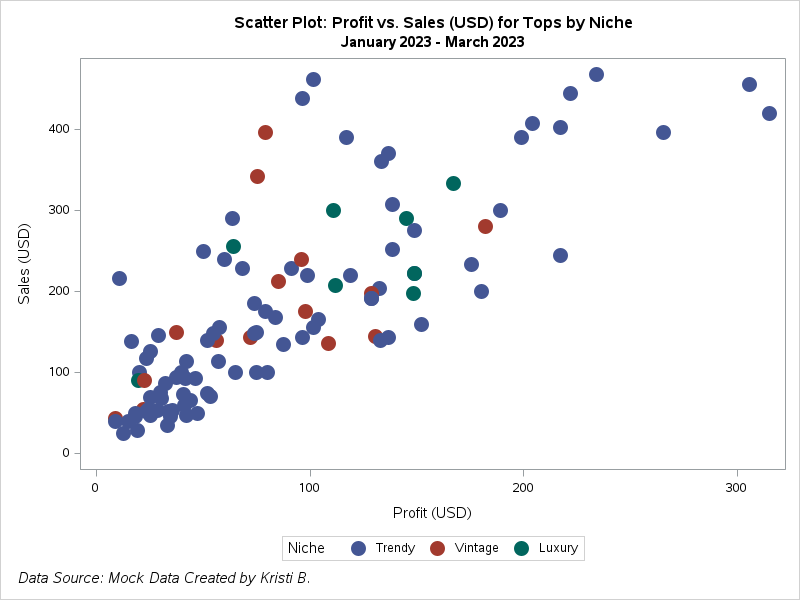 Scatter Plot: Profit vs. Sales (USD) for Tops by Niche
January 2023 - March 2023
Sales (USD)
400
300
200
100
0
0 100 200 300
Profit (USD)
Niche Trendy Vintage Luxury
Data Source: Mock Data Created by Kristi B.